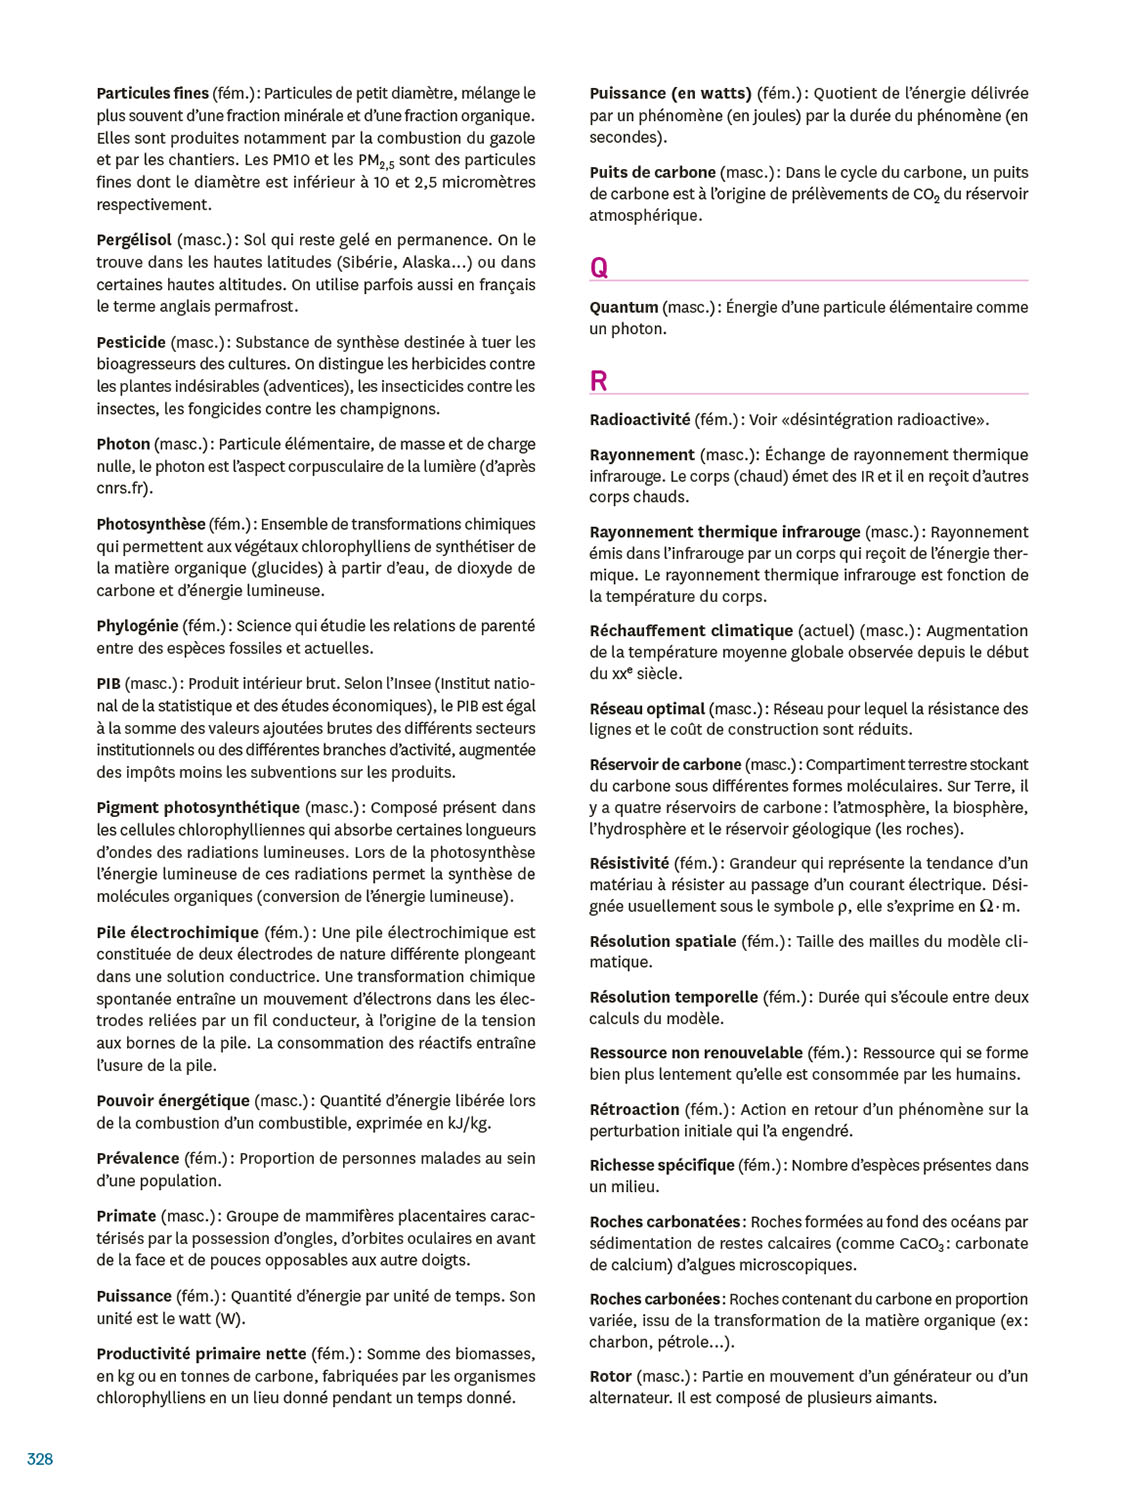 Particules fines (fém.) : Particules de petit diamètre, mélange le
plus souvent d’une fraction minérale et d’une fraction organique.
Elles sont produites notamment par la combustion du gazole
et par les chantiers. Les PM10 et les PM2,5 sont des particules
fines dont le diamètre est inférieur à 10 et 2,5 micromètres
respectivement.
Pergélisol (masc.) : Sol qui reste gelé en permanence. On le
trouve dans les hautes latitudes (Sibérie, Alaska…) ou dans
certaines hautes altitudes. On utilise parfois aussi en français
le terme anglais permafrost.
Pesticide (masc.) : Substance de synthèse destinée à tuer les
bioagresseurs des cultures. On distingue les herbicides contre
les plantes indésirables (adventices), les insecticides contre les
insectes, les fongicides contre les champignons.
Photon (masc.) : Particule élémentaire, de masse et de charge
nulle, le photon est l’aspect corpusculaire de la lumière (d’après
cnrs.fr).
Photosynthèse (fém.) : Ensemble de transformations chimiques
qui permettent aux végétaux chlorophylliens de synthétiser de
la matière organique (glucides) à partir d’eau, de dioxyde de
carbone et d’énergie lumineuse.
Phylogénie (fém.) : Science qui étudie les relations de parenté
entre des espèces fossiles et actuelles.
PIB (masc.) : Produit intérieur brut. Selon l’Insee (Institut natio-
nal de la statistique et des études économiques), le PIB est égal
à la somme des valeurs ajoutées brutes des différents secteurs
institutionnels ou des différentes branches d’activité, augmentée
des impôts moins les subventions sur les produits.
Pigment photosynthétique (masc.) : Composé présent dans
les cellules chlorophylliennes qui absorbe certaines longueurs
d’ondes des radiations lumineuses. Lors de la photosynthèse
l’énergie lumineuse de ces radiations permet la synthèse de
molécules organiques (conversion de l’énergie lumineuse).
Pile électrochimique (fém.) : Une pile électrochimique est
constituée de deux électrodes de nature différente plongeant
dans une solution conductrice. Une transformation chimique
spontanée entraîne un mouvement d’électrons dans les élec-
trodes reliées par un fil conducteur, à l’origine de la tension
aux bornes de la pile. La consommation des réactifs entraîne
l’usure de la pile.
Pouvoir énergétique (masc.) : Quantité d’énergie libérée lors
de la combustion d’un combustible, exprimée en kJ/kg.
Prévalence (fém.) : Proportion de personnes malades au sein
d’une population.
Primate (masc.) : Groupe de mammifères placentaires carac-
térisés par la possession d’ongles, d’orbites oculaires en avant
de la face et de pouces opposables aux autre doigts.
Puissance (fém.) : Quantité d’énergie par unité de temps. Son
unité est le watt (W).
Productivité primaire nette (fém.) : Somme des biomasses,
en kg ou en tonnes de carbone, fabriquées par les organismes
chlorophylliens en un lieu donné pendant un temps donné.
Puissance (en watts) (fém.) : Quotient de l’énergie délivrée
par un phénomène (en joules) par la durée du phénomène (en
secondes).
Puits de carbone (masc.) : Dans le cycle du carbone, un puits
de carbone est à l’origine de prélèvements de CO2 du réservoir
atmosphérique.
Q
Quantum (masc.) : Énergie d’une particule élémentaire comme
un photon.
R
Radioactivité (fém.) : Voir «désintégration radioactive».
Rayonnement (masc.) : Échange de rayonnement thermique
infrarouge. Le corps (chaud) émet des IR et il en reçoit d’autres
corps chauds.
Rayonnement thermique infrarouge (masc.) : Rayonnement
émis dans l’infrarouge par un corps qui reçoit de l’énergie ther-
mique. Le rayonnement thermique infrarouge est fonction de
la température du corps.
Réchauffement climatique (actuel) (masc.) : Augmentation
de la température moyenne globale observée depuis le début
du XXe siècle.
Réseau optimal (masc.) : Réseau pour lequel la résistance des
lignes et le coût de construction sont réduits.
Réservoir de carbone (masc.) : Compartiment terrestre stockant
du carbone sous différentes formes moléculaires. Sur Terre, il
y a quatre réservoirs de carbone : l’atmosphère, la biosphère,
l’hydrosphère et le réservoir géologique (les roches).
Résistivité (fém.) : Grandeur qui représente la tendance d’un
matériau à résister au passage d’un courant électrique. Dési-
gnée usuellement sous le symbole ρ, elle s’exprime en Ω · m.
Résolution spatiale (fém.) : Taille des mailles du modèle cli-
matique.
Résolution temporelle (fém.) : Durée qui s’écoule entre deux
calculs du modèle.
Ressource non renouvelable (fém.) : Ressource qui se forme
bien plus lentement qu’elle est consommée par les humains.
Rétroaction (fém.) : Action en retour d’un phénomène sur la
perturbation initiale qui l’a engendré.
Richesse spécifique (fém.) : Nombre d’espèces présentes dans
un milieu.
Roches carbonatées : Roches formées au fond des océans par
sédimentation de restes calcaires (comme CaCO3 : carbonate
de calcium) d’algues microscopiques.
Roches carbonées : Roches contenant du carbone en proportion
variée, issu de la transformation de la matière organique (ex :
charbon, pétrole…).
Rotor (masc.) : Partie en mouvement d’un générateur ou d’un
alternateur. Il est composé de plusieurs aimants.
328